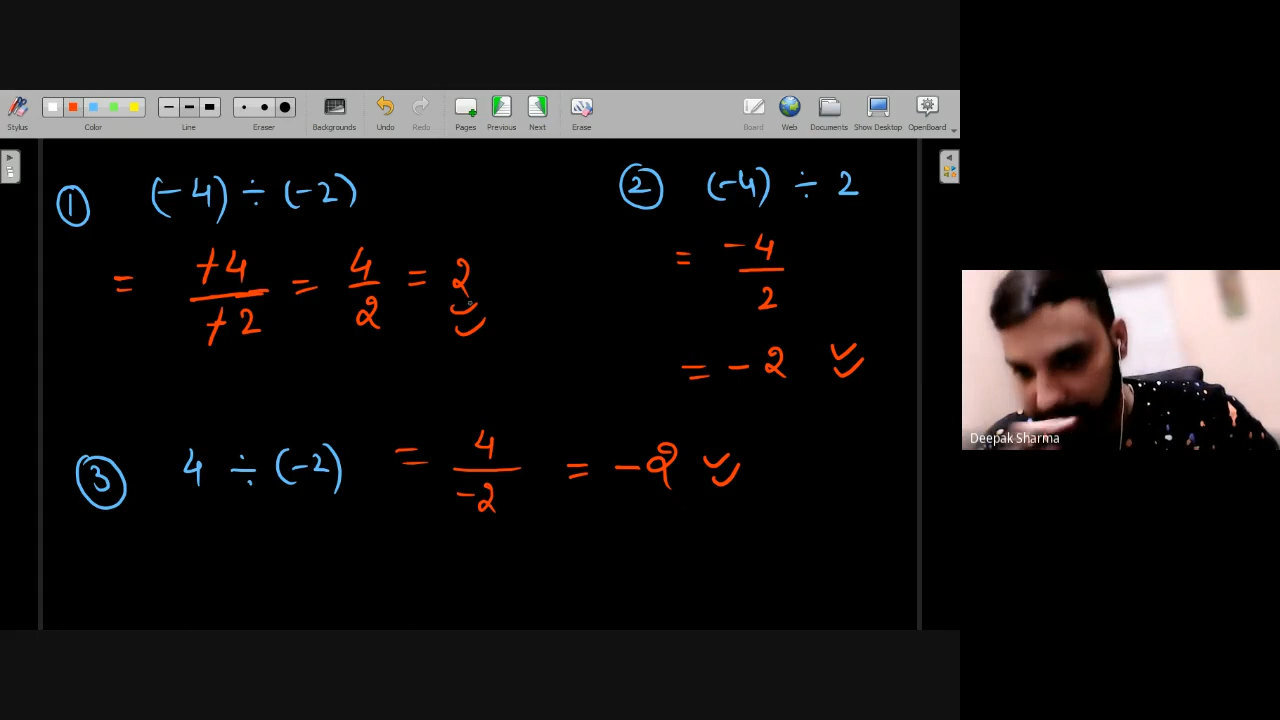 Stylus Color Line Eraser Backgrounds Undo Redo Pages Previous Next Erase Board Web Documents Show Desktop OpenBoard
① (-4) ÷ (-2)
= -4/-2 = 4/2 = 2
② (-4) ÷ 2
= -4/2
= -2
③ 4 ÷ (-2) = 4/-2 = -2
Deepak Sharma